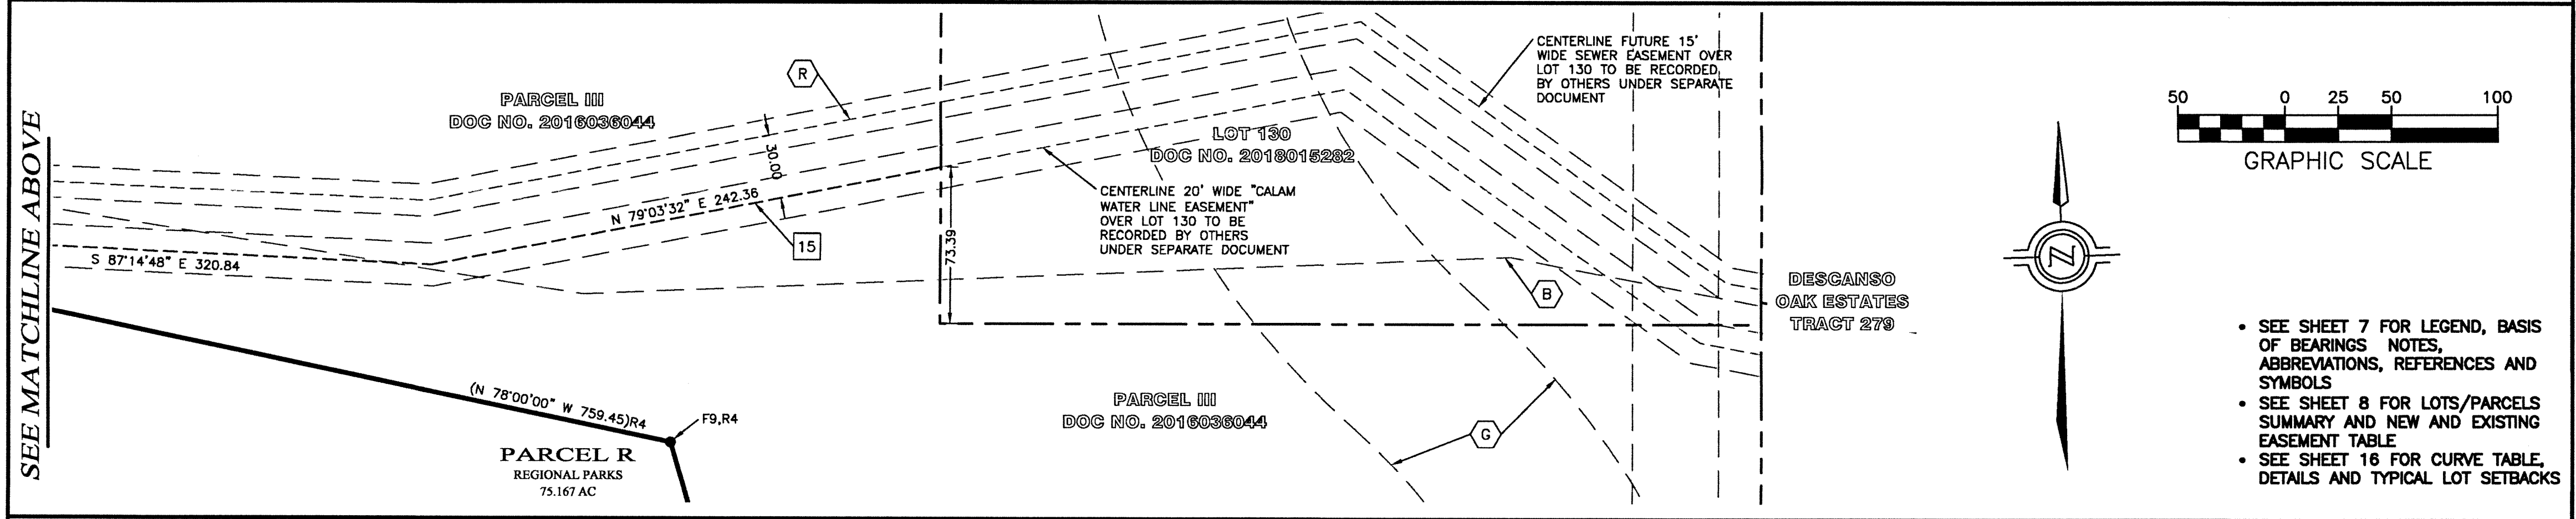 SEE MATCHLINE ABOVE
PARCEL III
DOC NO. 2016036044
R
30.00
N 79°03'32" E 242.36
15
S 87°14'48" E 320.84
(N 78°00'00" W 759.45)R4
F9,R4
PARCEL R
REGIONAL PARKS
75.167 AC
73.39
LOT 130
DOC NO. 2018015282
CENTERLINE 20' WIDE "CALAM
WATER LINE EASEMENT"
OVER LOT 130 TO BE
RECORDED BY OTHERS
UNDER SEPARATE DOCUMENT
CENTERLINE FUTURE 15'
WIDE SEWER EASEMENT OVER
LOT 130 TO BE RECORDED
BY OTHERS UNDER SEPARATE
DOCUMENT
B
PARCEL III
DOC NO. 2016036044
G
DESCANSO
OAK ESTATES
TRACT 279
N
50 0 25 50 100
GRAPHIC SCALE
• SEE SHEET 7 FOR LEGEND, BASIS
OF BEARINGS NOTES,
ABBREVIATIONS, REFERENCES AND
SYMBOLS
• SEE SHEET 8 FOR LOTS/PARCELS
SUMMARY AND NEW AND EXISTING
EASEMENT TABLE
• SEE SHEET 16 FOR CURVE TABLE,
DETAILS AND TYPICAL LOT SETBACKS